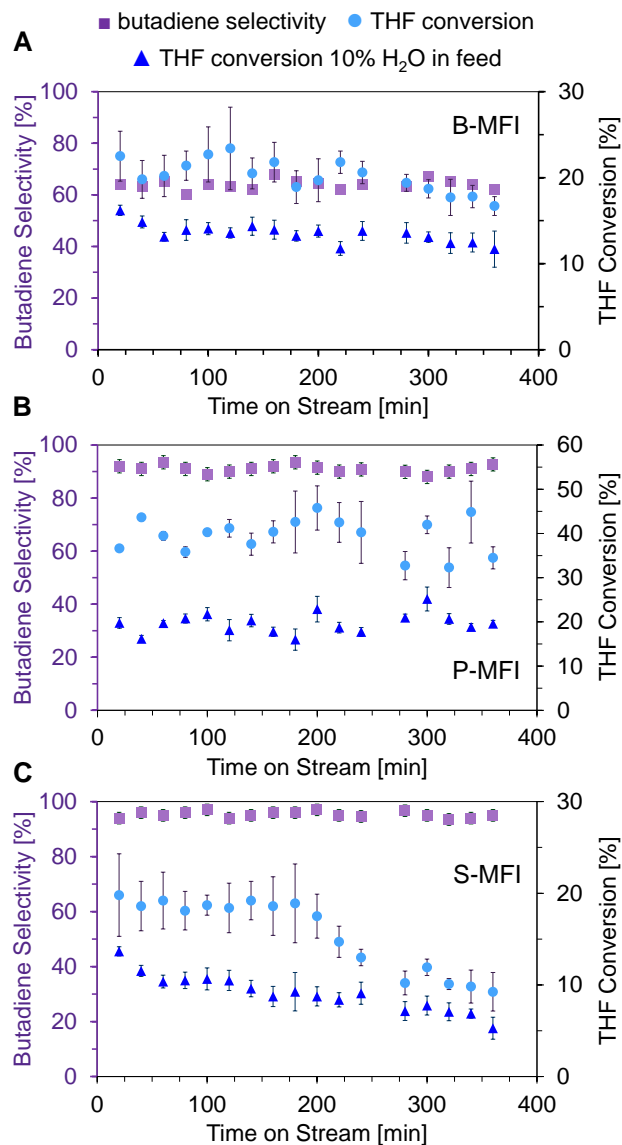 butadiene selectivity THF conversion
THF conversion 10% H₂O in feed
A
B-MFI
Butadiene Selectivity [%]
THF Conversion [%]
100
80
60
40
20
0
30
20
10
0
0 100 200 300 400
Time on Stream [min]
B
P-MFI
Butadiene Selectivity [%]
THF Conversion [%]
100
80
60
40
20
0
60
50
40
30
20
10
0
0 100 200 300 400
Time on Stream [min]
C
S-MFI
Butadiene Selectivity [%]
THF Conversion [%]
100
80
60
40
20
0
30
20
10
0
0 100 200 300 400
Time on Stream [min]